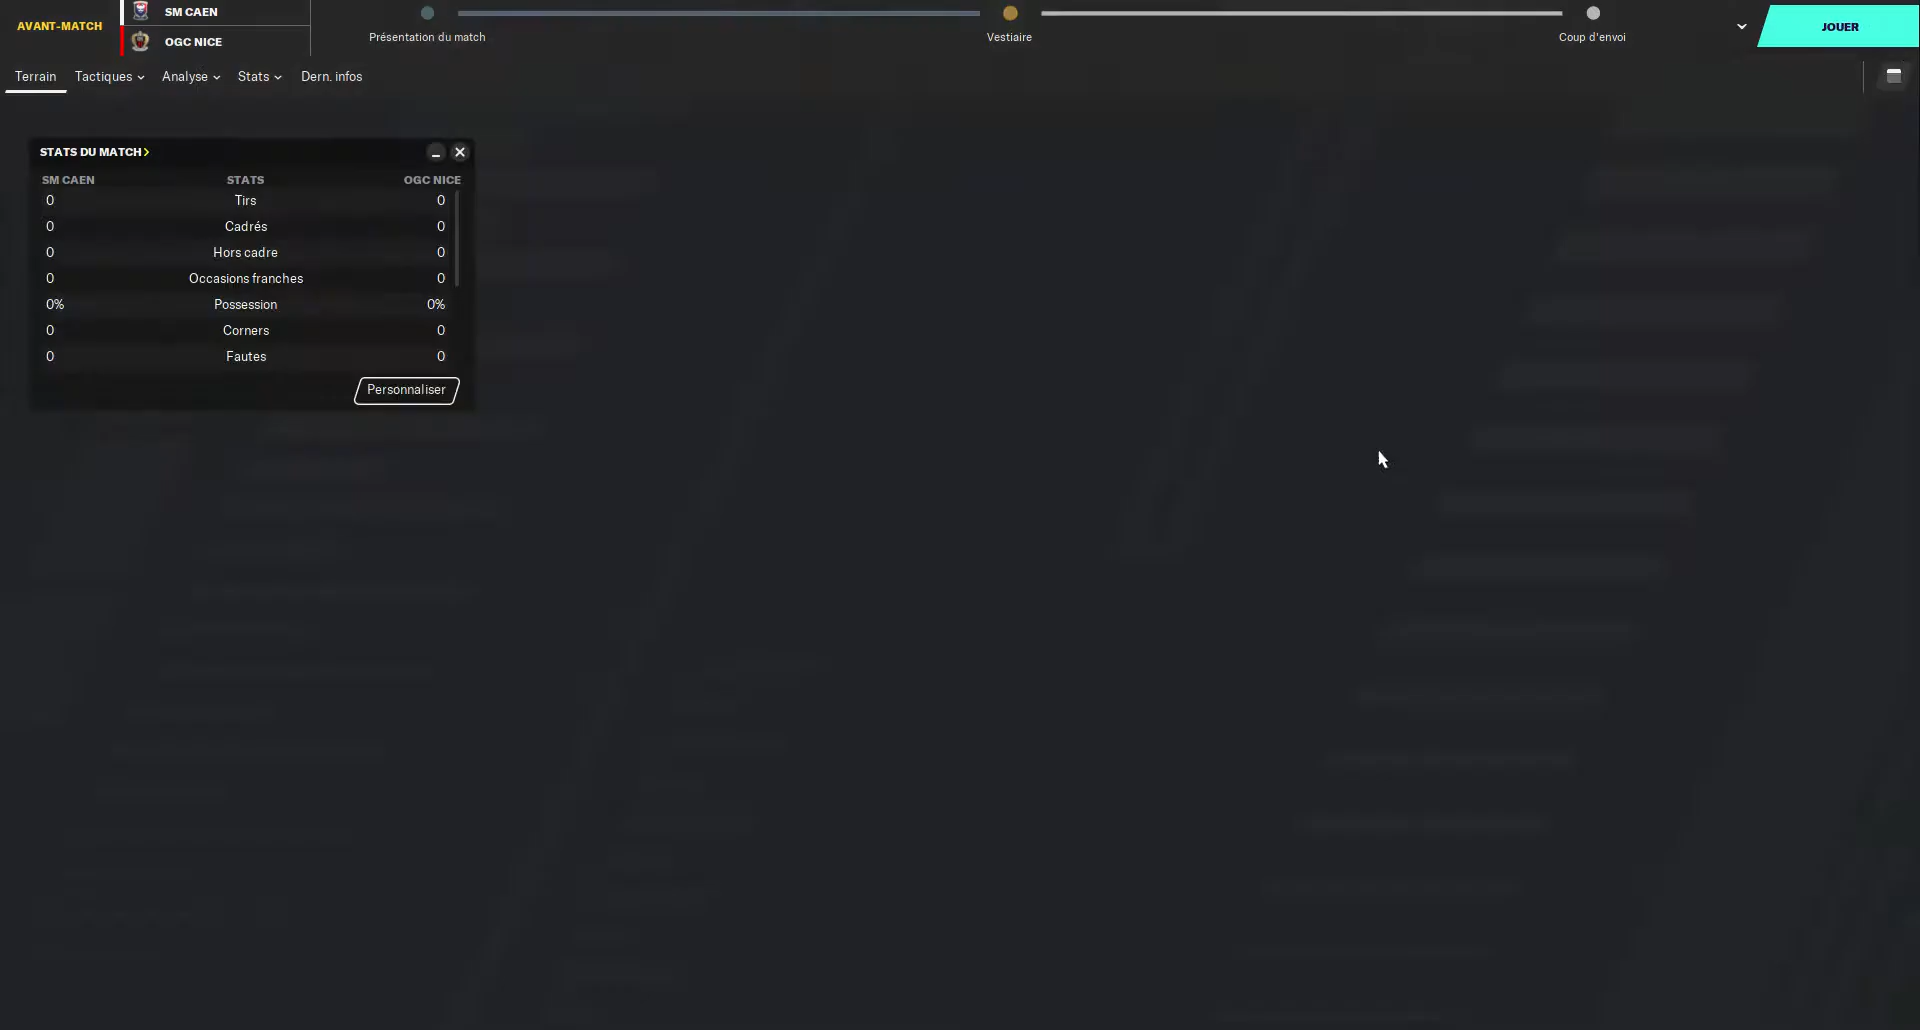 AVANT-MATCH
SM CAEN
OGC NICE
Présentation du match
Vestiaire
Coup d'envoi
JOUER
Terrain Tactiques Analyse Stats Dern. infos
STATS DU MATCH
SM CAEN STATS OGC NICE
0 Tirs 0
0 Cadrés 0
0 Hors cadre 0
0 Occasions franches 0
0% Possession 0%
0 Corners 0
0 Fautes 0
Personnaliser